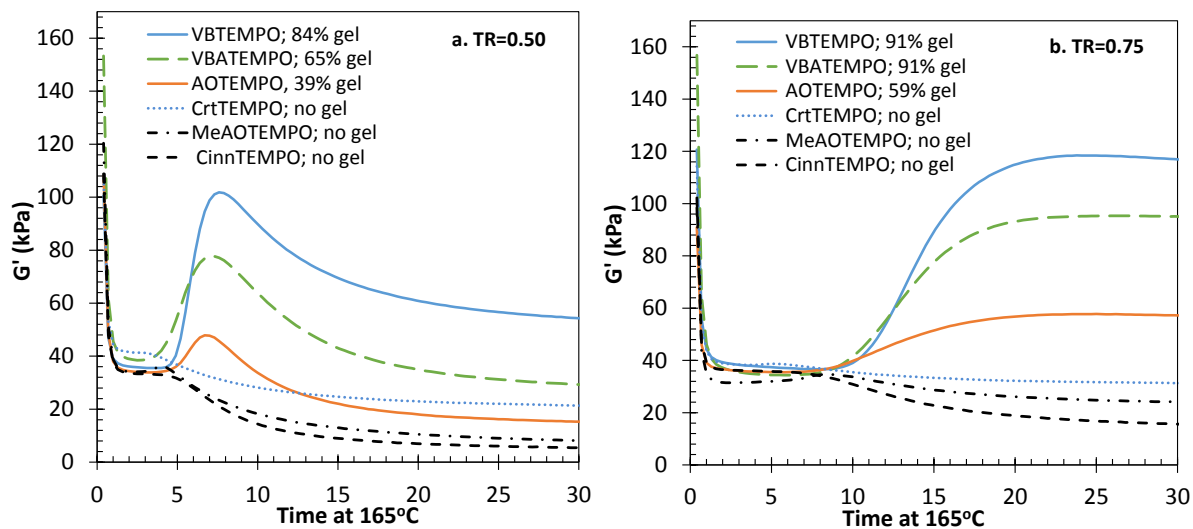 a. TR=0.50
VBTEMPO; 84% gel
VBATEMPO; 65% gel
AOTEMPO, 39% gel
CrtTEMPO; no gel
MeAOTEMPO; no gel
CinnTEMPO; no gel
G' (kPa)
160
140
120
100
80
60
40
20
0
0 5 10 15 20 25 30
Time at 165ºC
b. TR=0.75
VBTEMPO; 91% gel
VBATEMPO; 91% gel
AOTEMPO; 59% gel
CrtTEMPO; no gel
MeAOTEMPO; no gel
CinnTEMPO; no gel
G' (kPa)
160
140
120
100
80
60
40
20
0
0 5 10 15 20 25 30
Time at 165ºC